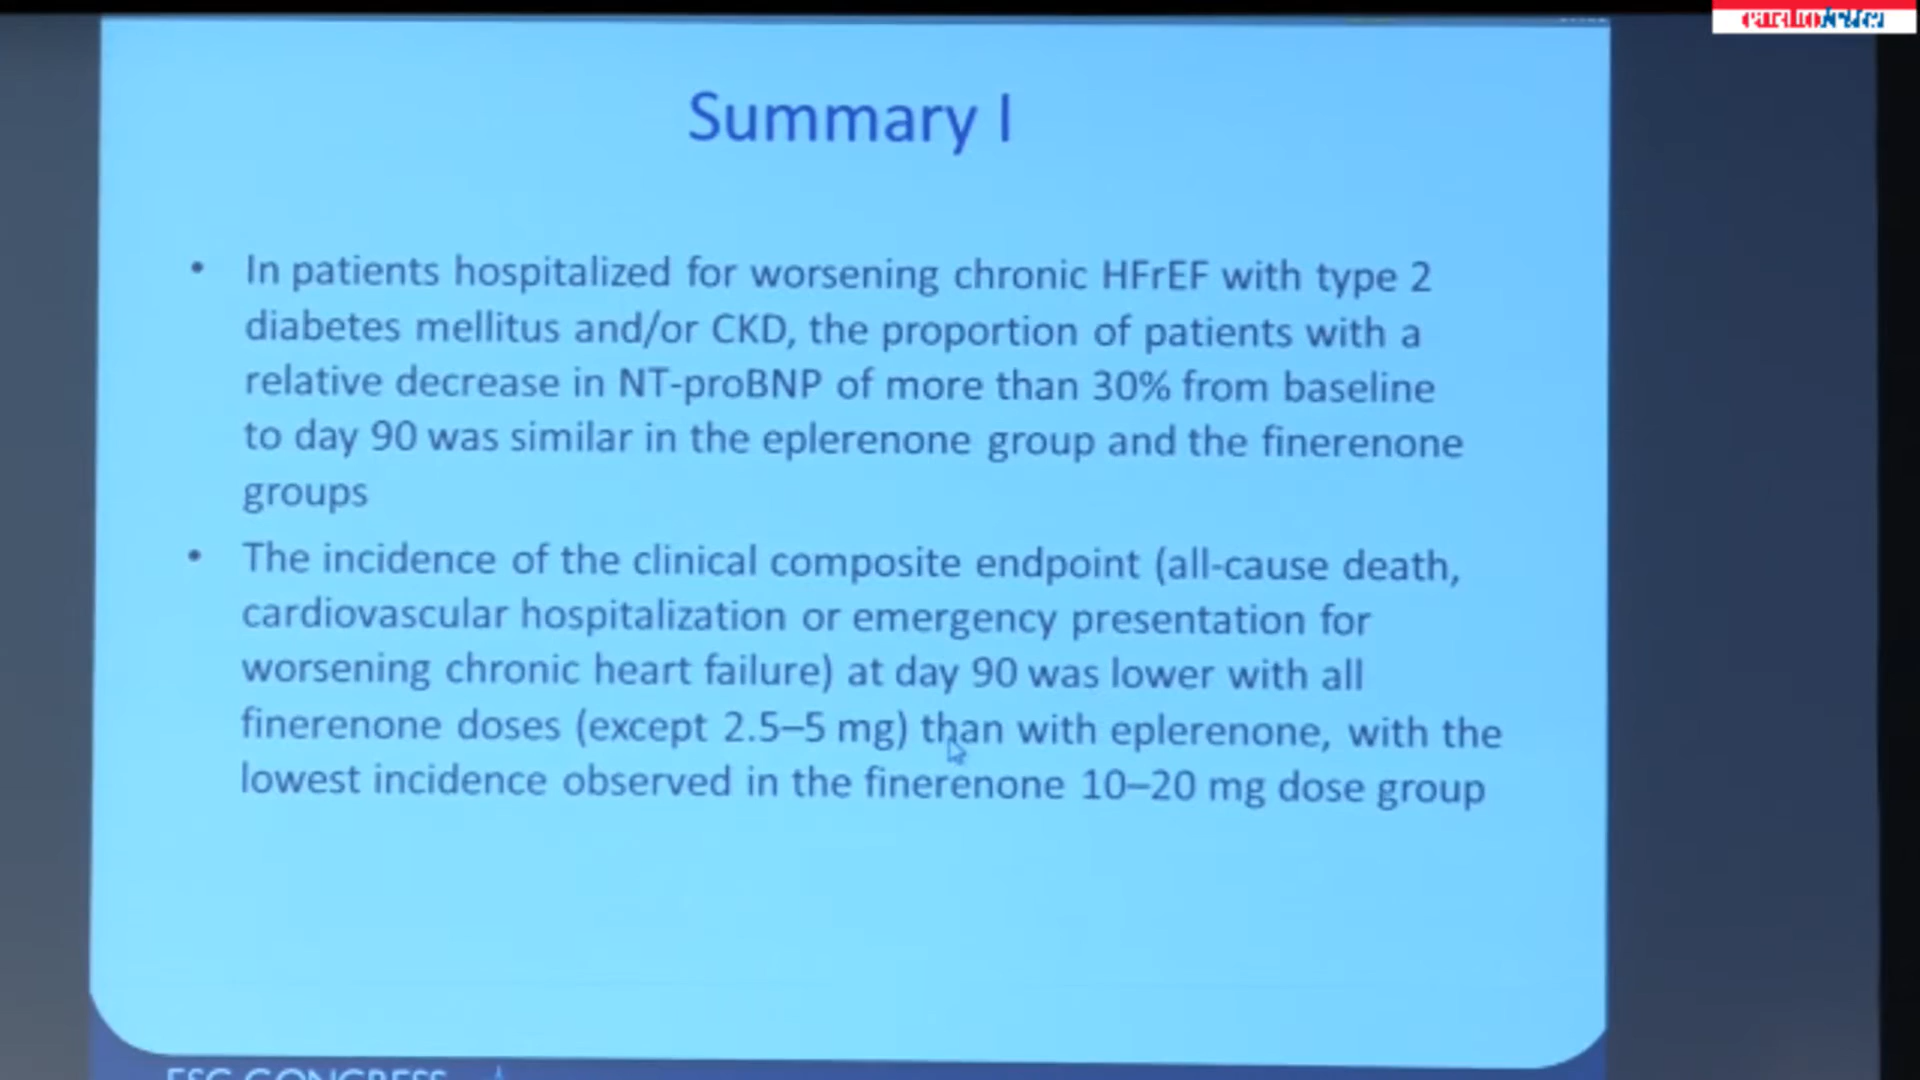 Summary I
• In patients hospitalized for worsening chronic HFrEF with type 2
diabetes mellitus and/or CKD, the proportion of patients with a
relative decrease in NT-proBNP of more than 30% from baseline
to day 90 was similar in the eplerenone group and the finerenone
groups
• The incidence of the clinical composite endpoint (all-cause death,
cardiovascular hospitalization or emergency presentation for
worsening chronic heart failure) at day 90 was lower with all
finerenone doses (except 2.5–5 mg) than with eplerenone, with the
lowest incidence observed in the finerenone 10–20 mg dose group
ESC CONGRESS